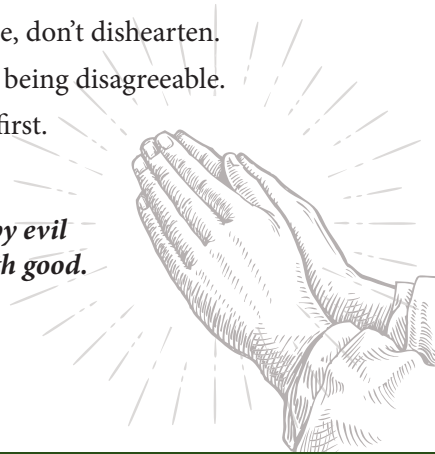 e, don't dishearten.
being disagreeable.
first.
by evil
th good.